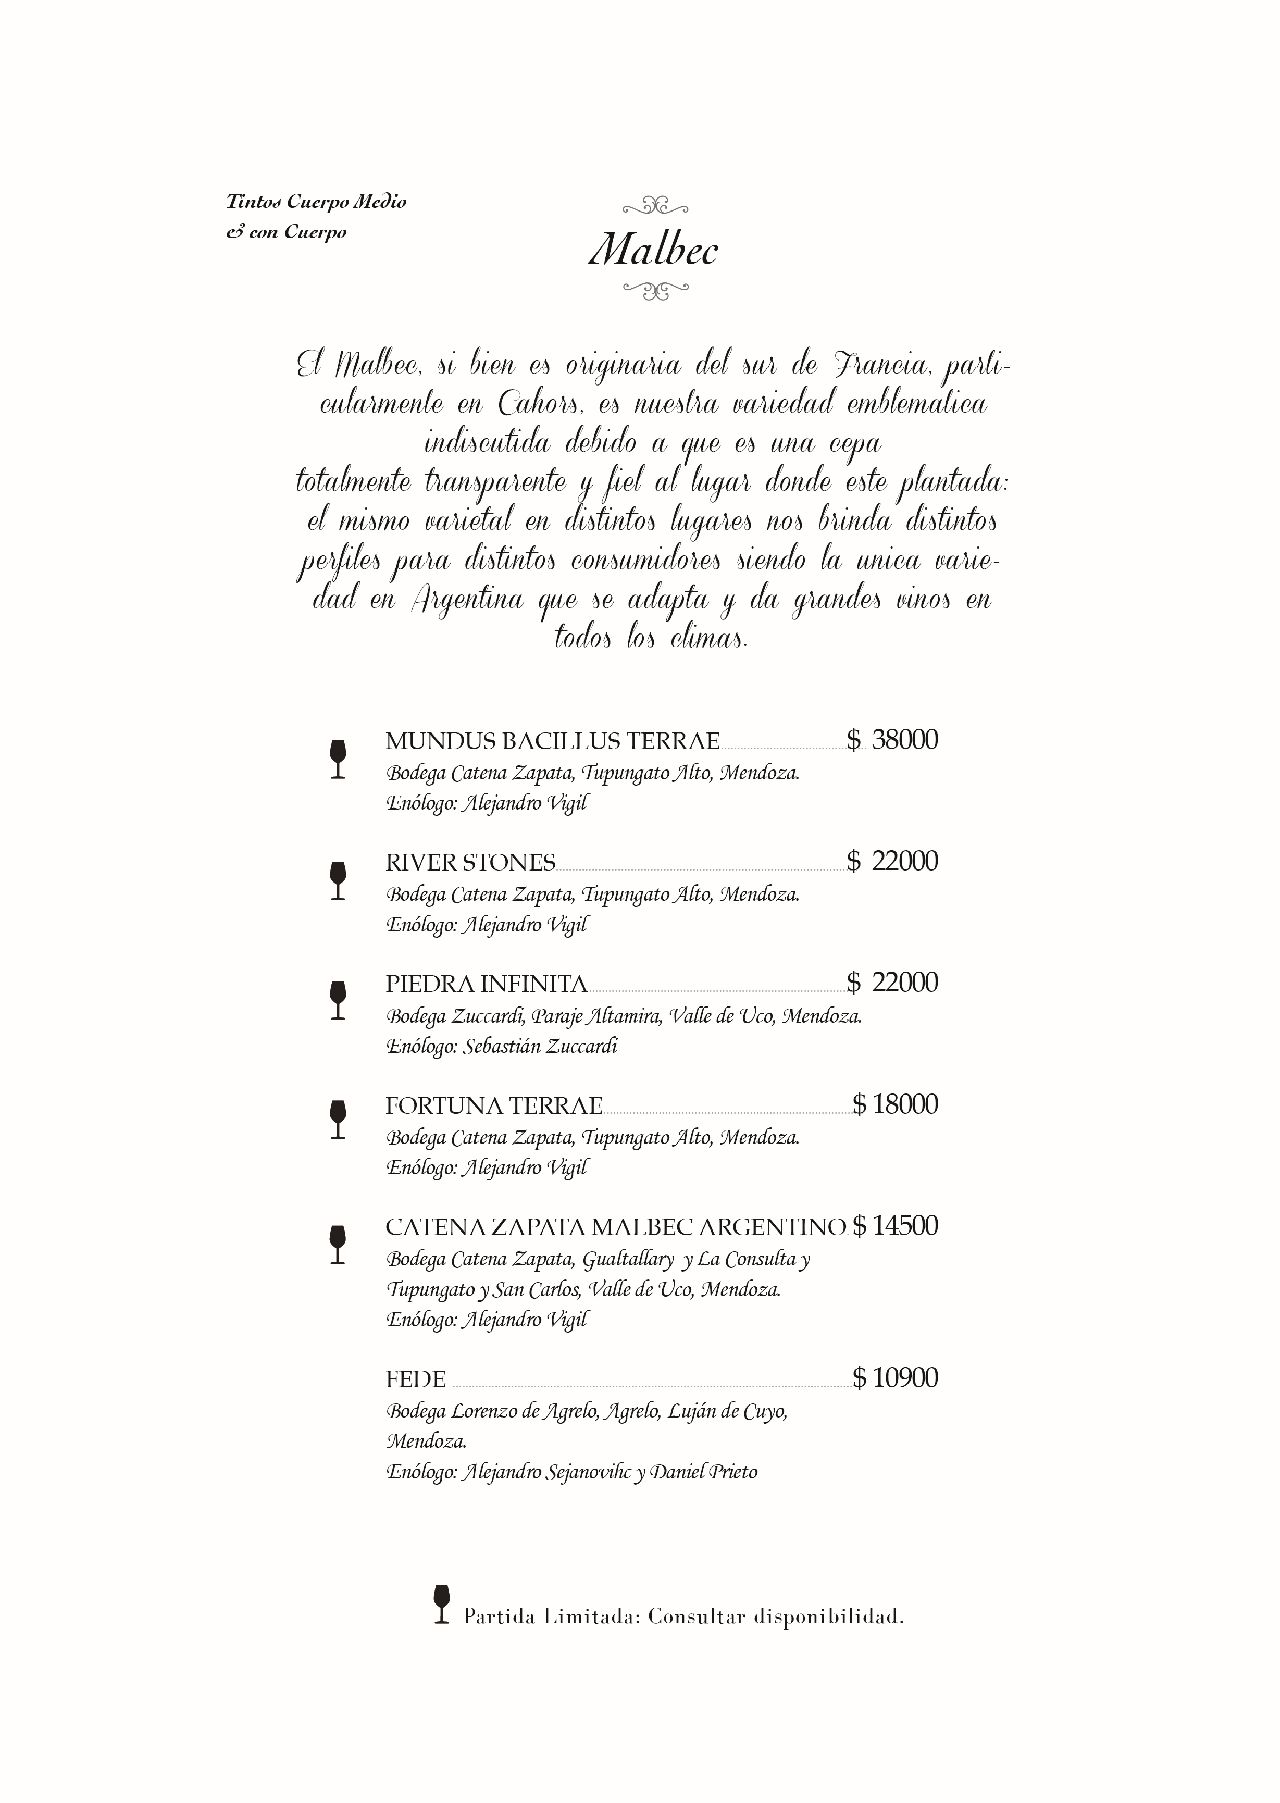 Tintos Cuerpo Medio
& con Cuerpo
Malbec
El Malbec, si bien es originaria del sur de Francia, parti-
cularmente en Cahors, es nuestra variedad emblematica
indiscutida debido a que es una cepa
totalmente transparente y fiel al lugar donde este plantada:
el mismo varietal en distintos lugares nos brinda distintos
perfiles para distintos consumidores siendo la unica varie-
dad en Argentina que se adapta y da grandes vinos en
todos los climas.
MUNDUS BACILLUS TERRAE $ 38000
Bodega Catena Zapata, Tupungato Alto, Mendoza.
Enólogo: Alejandro Vigil
RIVER STONES $ 22000
Bodega Catena Zapata, Tupungato Alto, Mendoza.
Enólogo: Alejandro Vigil
PIEDRA INFINITA $ 22000
Bodega Zuccardi, Paraje Altamira, Valle de Uco, Mendoza.
Enólogo: Sebastián Zuccardi
FORTUNA TERRAE $ 18000
Bodega Catena Zapata, Tupungato Alto, Mendoza.
Enólogo: Alejandro Vigil
CATENA ZAPATA MALBEC ARGENTINO $ 14500
Bodega Catena Zapata, Gualtallary y La Consulta y
Tupungato y San Carlos, Valle de Uco, Mendoza.
Enólogo: Alejandro Vigil
FEDE $ 10900
Bodega Lorenzo de Agrelo, Agrelo, Luján de Cuyo,
Mendoza.
Enólogo: Alejandro Sejanovihc y Daniel Prieto
Partida Limitada: Consultar disponibilidad.